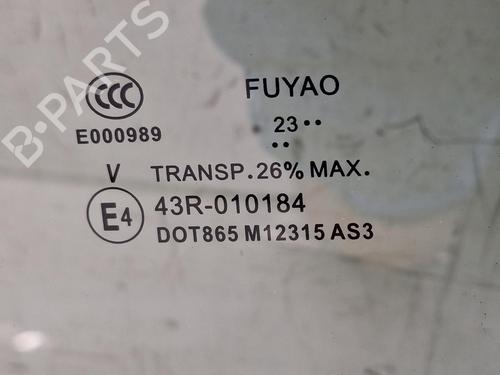 B-PARTS
CCC
FUYAO
E000989
23••
••
V TRANSP.26% MAX.
E4 43R-010184
DOT865 M12315 AS3